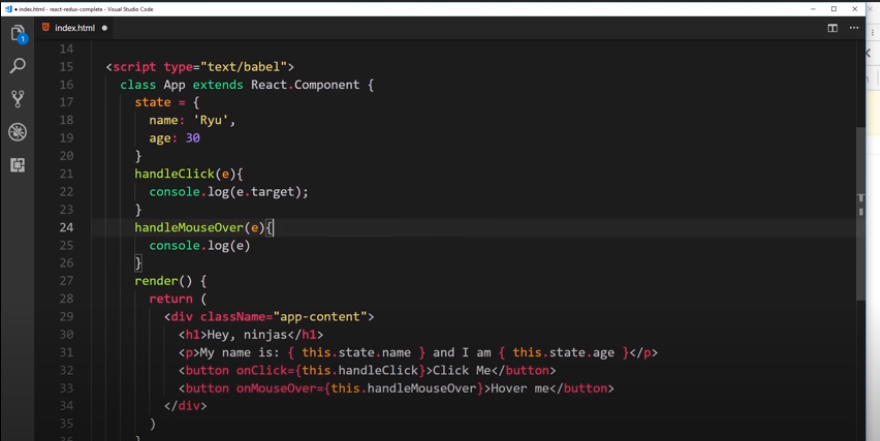 ● index.html - react-redux-complete - Visual Studio Code
index.html ●
1
14
15 <script type="text/babel">
16 class App extends React.Component {
17 state = {
18 name: 'Ryu',
19 age: 30
20 }
21 handleClick(e){
22 console.log(e.target);
23 }
24 handleMouseOver(e){
25 console.log(e)
26 }
27 render() {
28 return (
29 <div className="app-content">
30 <h1>Hey, ninjas</h1>
31 <p>My name is: { this.state.name } and I am { this.state.age }</p>
32 <button onClick={this.handleClick}>Click Me</button>
33 <button onMouseOver={this.handleMouseOver}>Hover me</button>
34 </div>
35 )
36 }